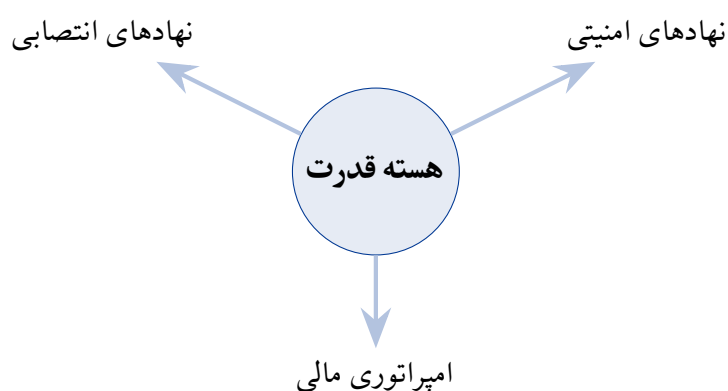 نهادهای امنیتی
نهادهای انتصابی
هسته قدرت
امپراتوری مالی